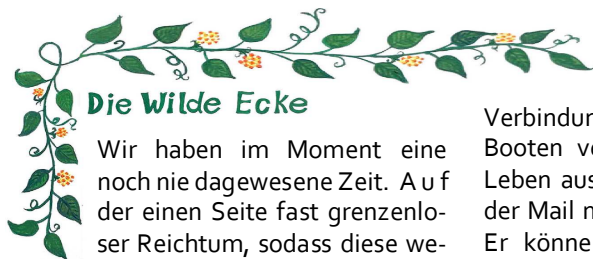 Die Wilde Ecke
Wir haben im Moment eine
noch nie dagewesene Zeit. Auf
der einen Seite fast grenzenlo-
ser Reichtum, sodass diese we-
Booten
Leben aus
der Mail
Er könne